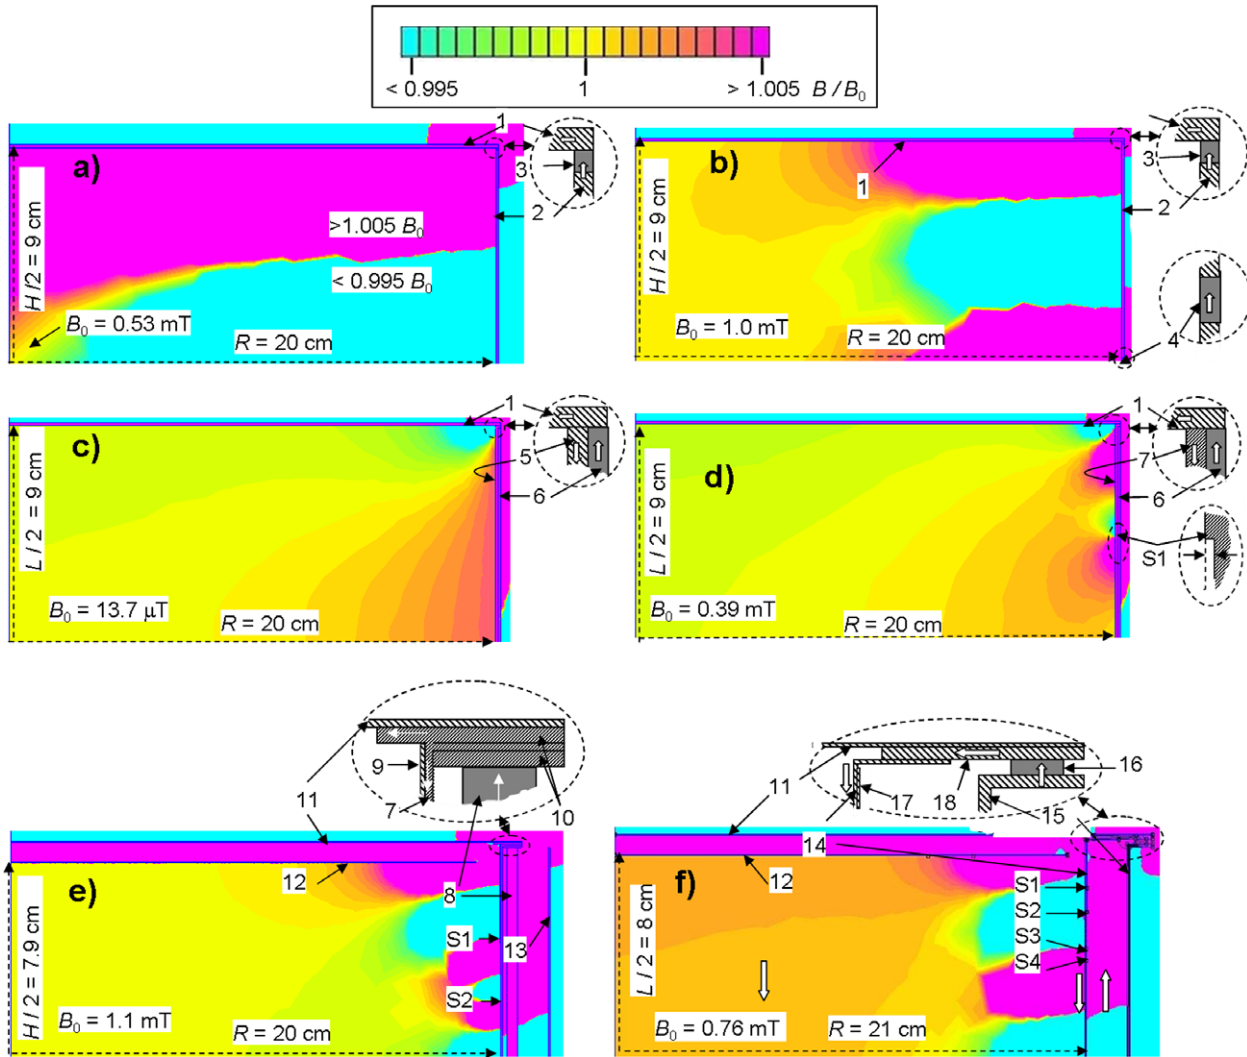 < 0.995 1 > 1.005 B / B0
a)
1
3
2
H / 2 = 9 cm
>1.005 B0
< 0.995 B0
B0 = 0.53 mT
R = 20 cm
b)
1
3
2
4
H / 2 = 9 cm
B0 = 1.0 mT
R = 20 cm
c)
1
5
6
L / 2 = 9 cm
B0 = 13.7 µT
R = 20 cm
d)
1
7
6
S1
L / 2 = 9 cm
B0 = 0.39 mT
R = 20 cm
9
7
10
11
12
8
e)
S1
13
S2
H / 2 = 7.9 cm
B0 = 1.1 mT
R = 20 cm
16
17
18
15
11
14
12
f)
S1
S2
S3
S4
L / 2 = 8 cm
B0 = 0.76 mT
R = 21 cm